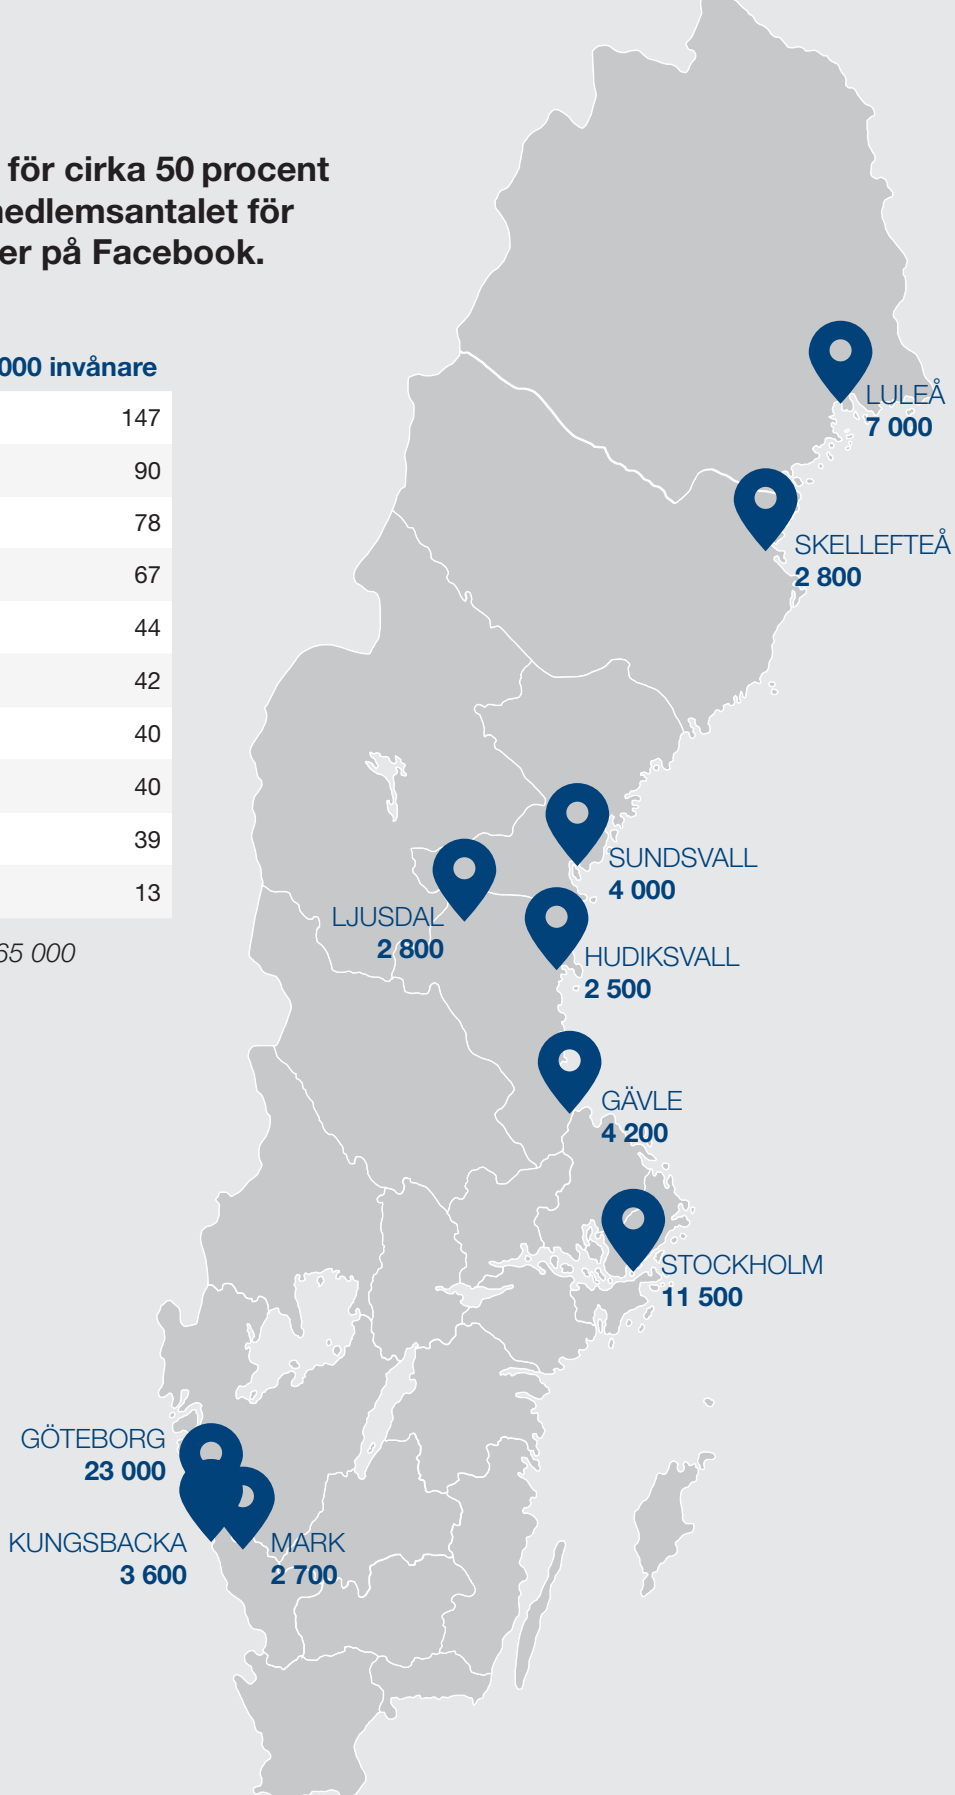 för cirka 50 procent
medlemsantalet för
er på Facebook.
000 invånare
147
90
78
67
44
42
40
40
39
13
65 000
LULEÅ
7 000
SKELLEFTEÅ
2 800
SUNDSVALL
4 000
LJUSDAL
2 800
HUDIKSVALL
2 500
GÄVLE
4 200
STOCKHOLM
11 500
GÖTEBORG
23 000
KUNGSBACKA
3 600
MARK
2 700